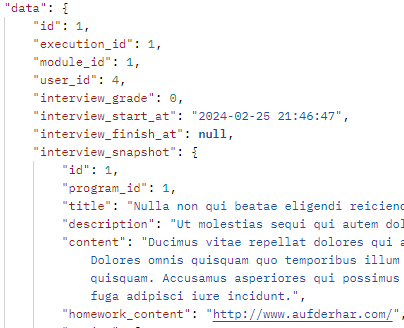 "data": {
"id": 1,
"execution_id": 1,
"module_id": 1,
"user_id": 4,
"interview_grade": 0,
"interview_start_at": "2024-02-25 21:46:47",
"interview_finish_at": null,
"interview_snapshot": {
"id": 1,
"program_id": 1,
"title": "Nulla non qui beatae eligendi reiciend
"description": "Ut molestias sequi qui autem dol
"content": "Ducimus vitae repellat dolores qui a
Dolores omnis quisquam quo temporibus illum
quisquam. Accusamus asperiores qui possimus
fuga adipisci iure incidunt.",
"homework_content": "http://www.aufderhar.com/",